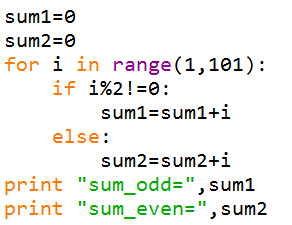 sum1=0
sum2=0
for i in range(1,101):
    if i%2!=0:
        sum1=sum1+i
    else:
        sum2=sum2+i
print "sum_odd=",sum1
print "sum_even=",sum2